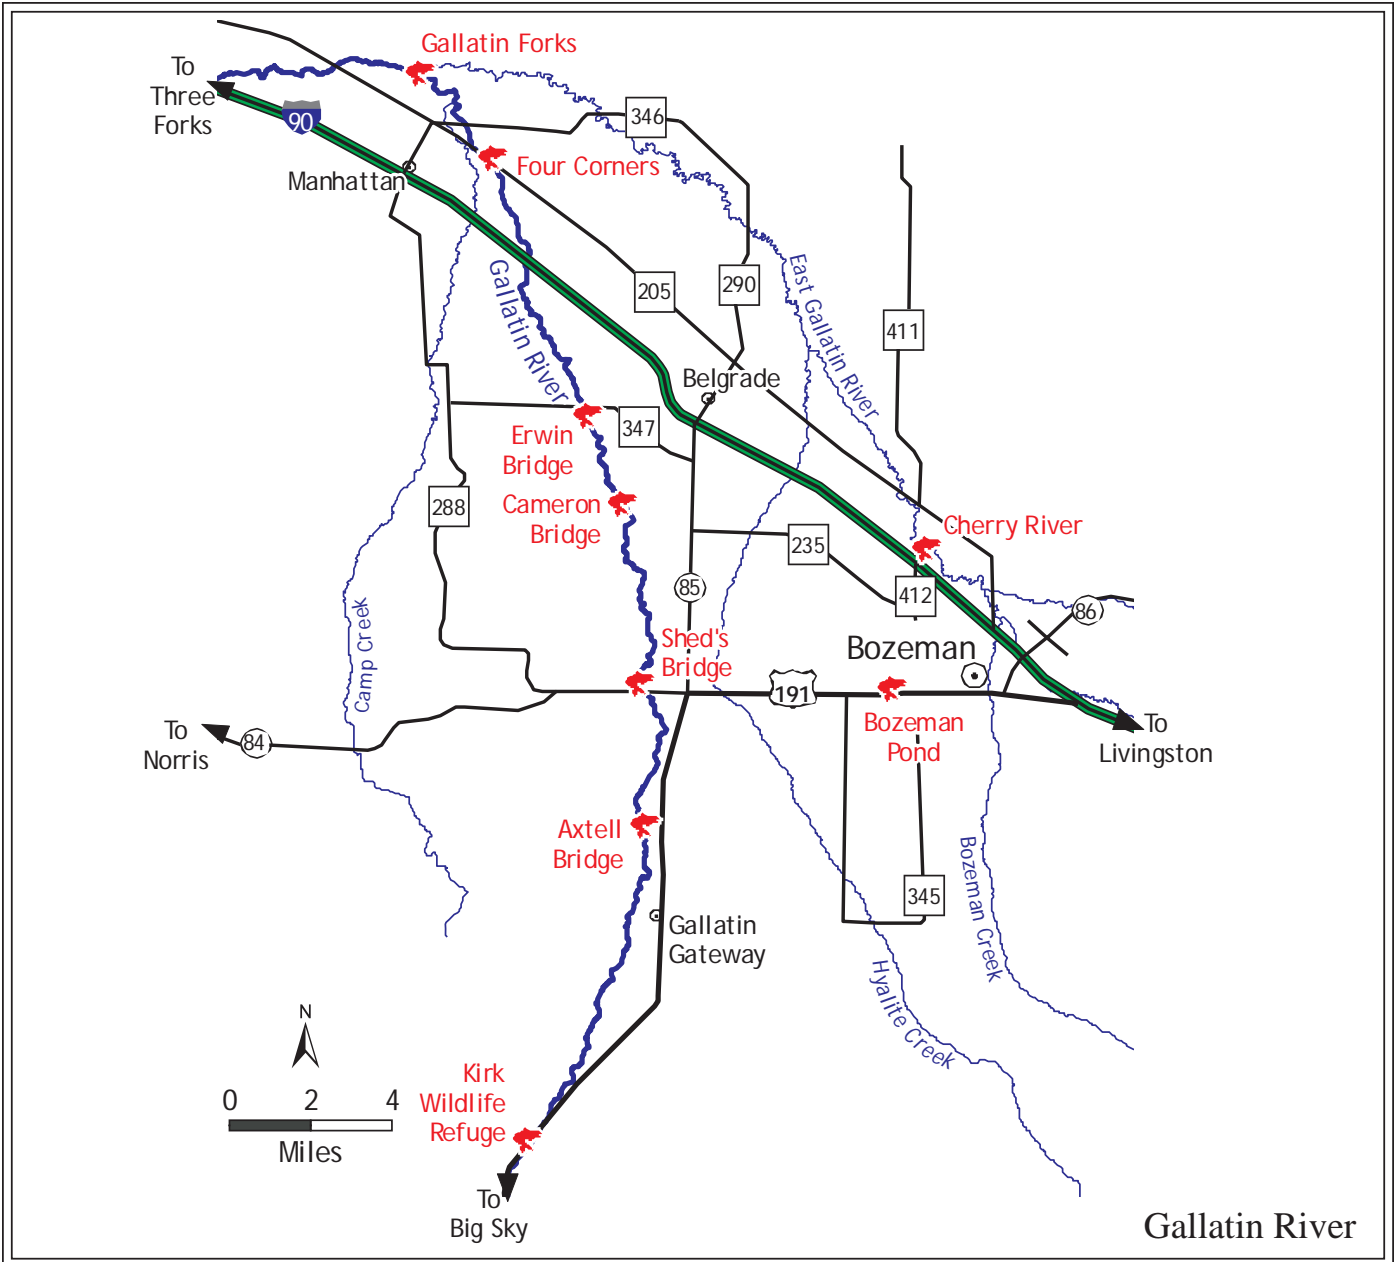 Gallatin Forks
To
Three
Forks
90
346
Manhattan
Four Corners
Gallatin River
205
290
East Gallatin River
411
Belgrade
Erwin
Bridge
347
Cameron
Bridge
288
Cherry River
235
85
412
86
Camp Creek
Shed's
Bridge
Bozeman
191
Bozeman
Pond
To
Norris
84
To
Livingston
Axtell
Bridge
345
Bozeman Creek
Gallatin
Gateway
Hyalite Creek
N
0 2 4
Miles
Kirk
Wildlife
Refuge
To
Big Sky
Gallatin River